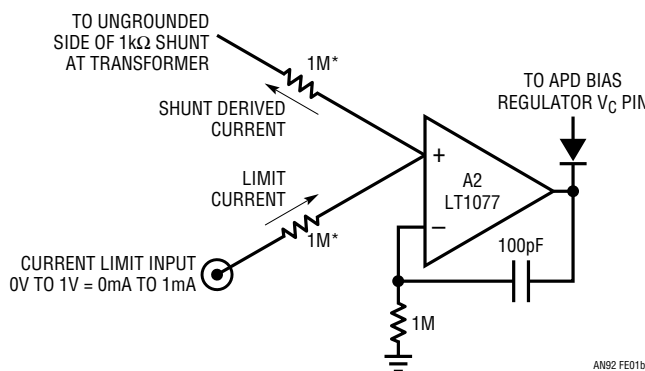 TO UNGROUNDED
SIDE OF 1kΩ SHUNT
AT TRANSFORMER
1M*
SHUNT DERIVED
CURRENT
TO APD BIAS
REGULATOR VC PIN
LIMIT
CURRENT
+
A2
LT1077
–
1M*
100pF
CURRENT LIMIT INPUT
0V TO 1V = 0mA TO 1mA
1M
AN92 FE01b